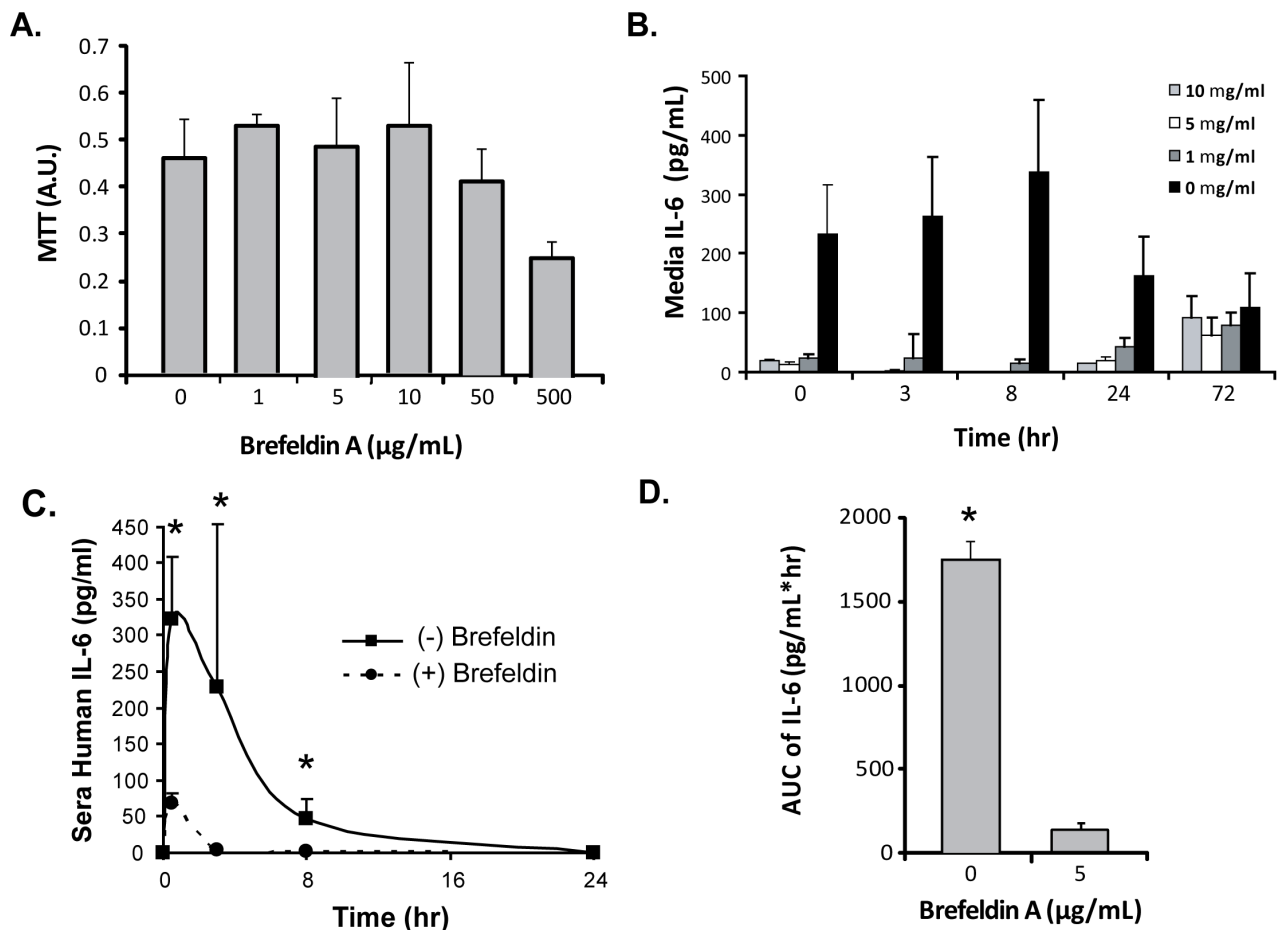 A.
0.7
0.6
0.5
0.4
0.3
0.2
0.1
0
MTT (A.U.)
0 1 5 10 50 500
Brefeldin A (µg/mL)
B.
500
400
300
200
100
0
Media IL-6 (pg/mL)
10 mg/ml
5 mg/ml
1 mg/ml
0 mg/ml
0 3 8 24 72
Time (hr)
C.
450
400
350
300
250
200
150
100
50
0
Sera Human IL-6 (pg/ml)
* * *
(-) Brefeldin
(+) Brefeldin
0 8 16 24
Time (hr)
D.
2000
1500
1000
500
0
AUC of IL-6 (pg/mL*hr)
*
0 5
Brefeldin A (µg/mL)